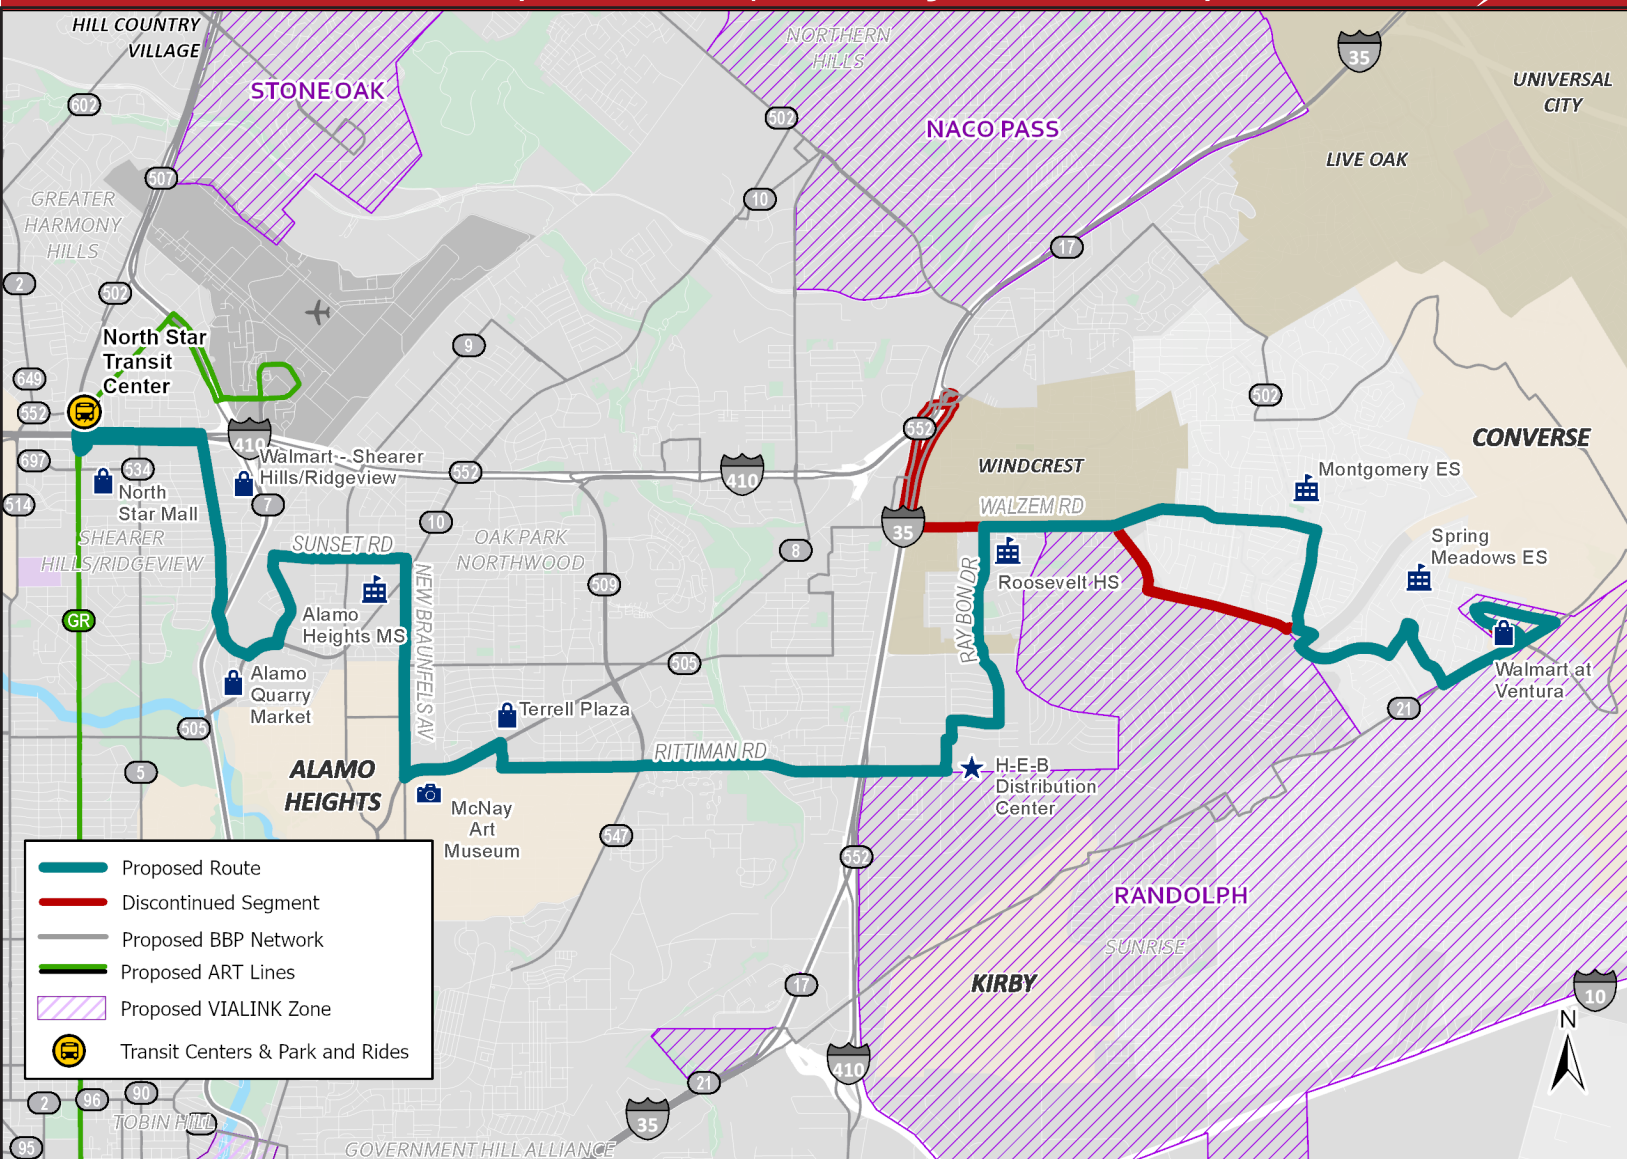 HILL COUNTRY
VILLAGE
NORTHERN
HILLS
35
UNIVERSAL
CITY
602
STONE OAK
502
NACO PASS
LIVE OAK
507
GREATER
HARMONY
HILLS
10
17
2
502
North Star
Transit
Center
9
649
552
502
410
552
CONVERSE
697
534
Walmart - Shearer
Hills/Ridgeview
552
410
WINDCREST
Montgomery ES
514
North
Star Mall
7
10
WALZEM RD
35
SHEARER
HILLS/RIDGEVIEW
SUNSET RD
OAK PARK
NORTHWOOD
8
Spring
Meadows ES
Roosevelt HS
509
NEW BRAUNFELS AV
RAY BON DR
GR
Alamo
Heights MS
505
Walmart at
Ventura
Alamo
Quarry
Market
Terrell Plaza
21
505
RITTIMAN RD
5
ALAMO
HEIGHTS
H-E-B
Distribution
Center
McNay
Art
Museum
547
552
Proposed Route
Discontinued Segment
Proposed BBP Network
Proposed ART Lines
Proposed VIALINK Zone
Transit Centers & Park and Rides
RANDOLPH
SUNRISE
KIRBY
17
10
N
410
21
35
2
96
90
TOBIN HILL
95
GOVERNMENT HILL ALLIANCE